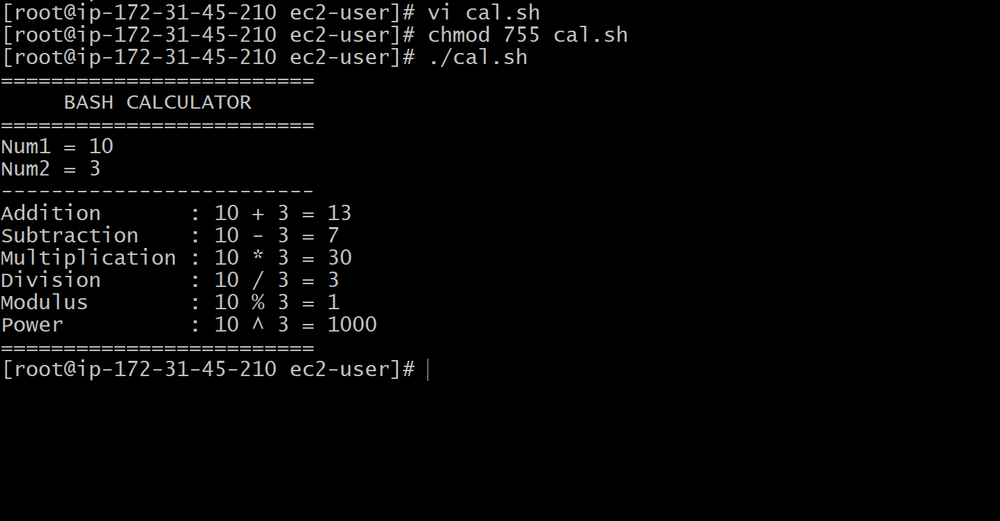 [root@ip-172-31-45-210 ec2-user]# vi cal.sh
[root@ip-172-31-45-210 ec2-user]# chmod 755 cal.sh
[root@ip-172-31-45-210 ec2-user]# ./cal.sh
=========================
     BASH CALCULATOR
=========================
Num1 = 10
Num2 = 3
-------------------------
Addition       : 10 + 3 = 13
Subtraction    : 10 - 3 = 7
Multiplication : 10 * 3 = 30
Division       : 10 / 3 = 3
Modulus        : 10 % 3 = 1
Power          : 10 ^ 3 = 1000
=========================
[root@ip-172-31-45-210 ec2-user]#